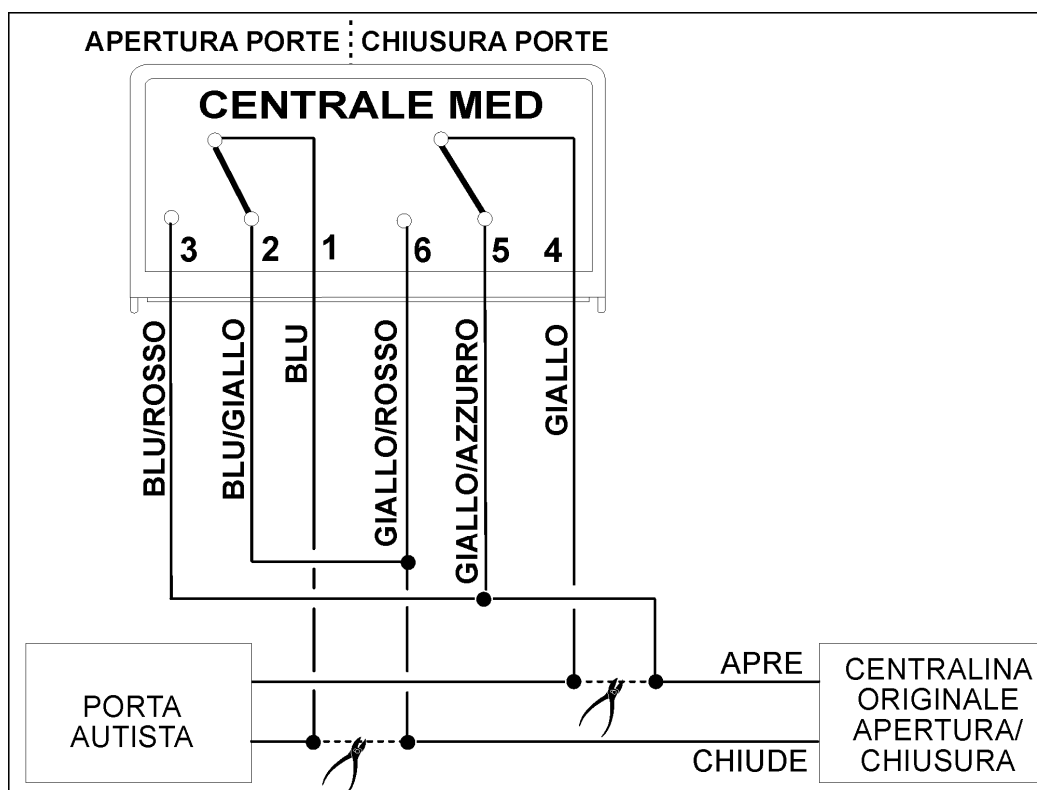 APERTURA PORTE CHIUSURA PORTE
CENTRALE MED
3 2 1 6 5 4
BLU/ROSSO
BLU/GIALLO
BLU
GIALLO/ROSSO
GIALLO/AZZURRO
GIALLO
PORTA
AUTISTA
APRE
CHIUDE
CENTRALINA
ORIGINALE
APERTURA/
CHIUSURA